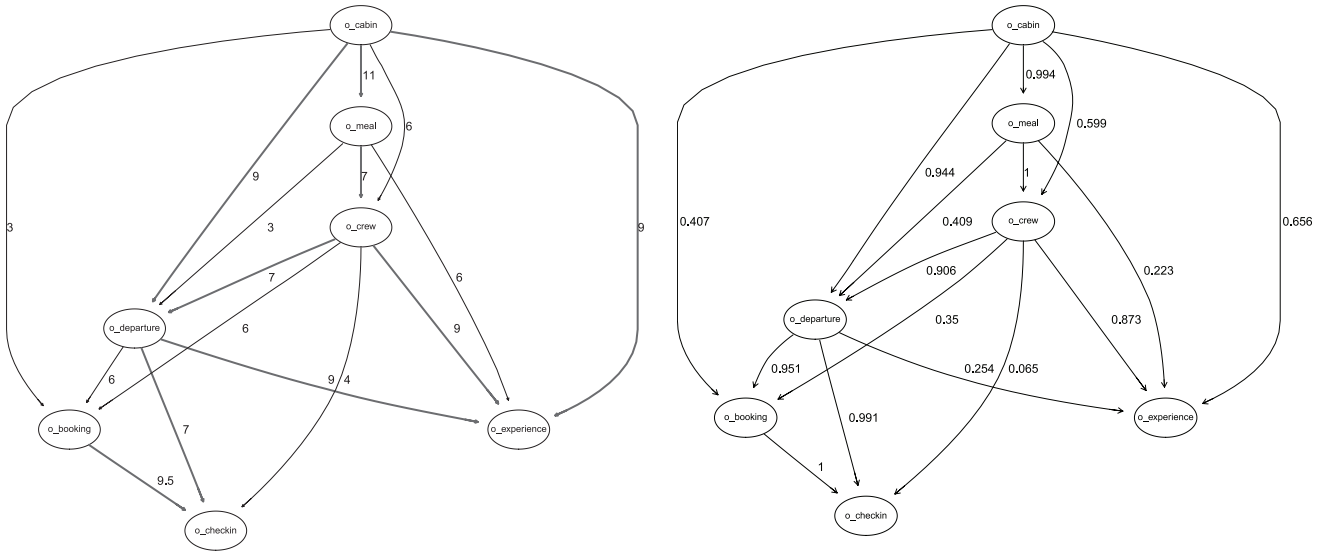 o_cabin
11
o_meal
6
9
7
3
o_crew
3
9
7
6
6
9
o_departure
9
4
6
o_booking
7
o_experience
9.5
o_checkin
o_cabin
0.994
o_meal
0.599
0.944
1
0.409
o_crew
0.407
0.656
0.906
0.223
0.35
0.873
o_departure
0.951
0.254
0.065
o_booking
0.991
o_experience
1
o_checkin